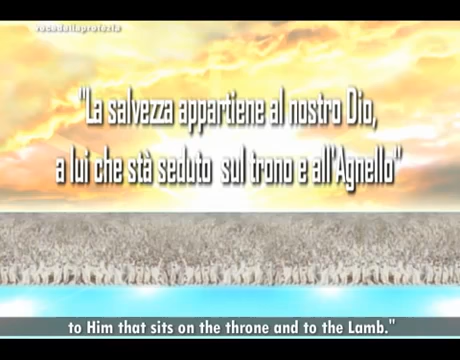 vocedellaprofezia
"La salvezza appartiene al nostro Dio,
a lui che stà seduto sul trono e all'Agnello"
to Him that sits on the throne and to the Lamb."